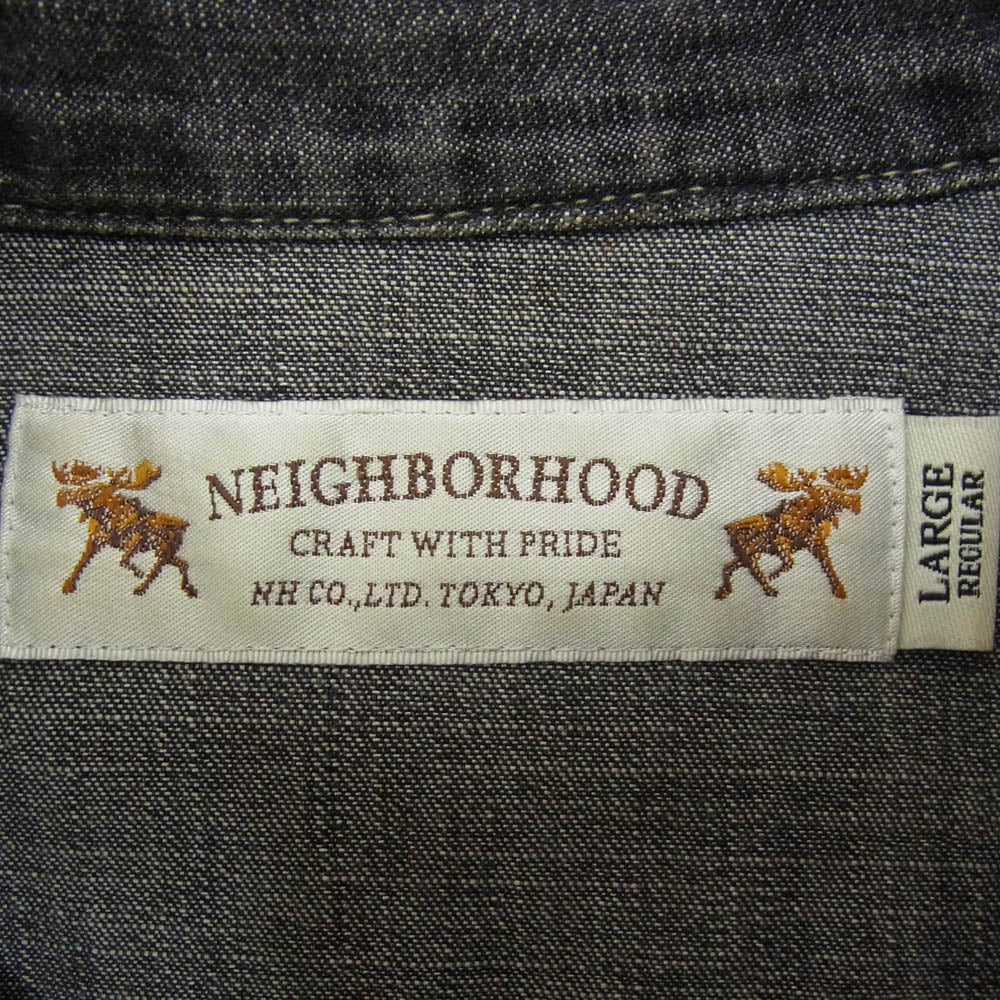 NEIGHBORHOOD
CRAFT WITH PRIDE
NH CO.,LTD. TOKYO, JAPAN
LARGE
REGULAR